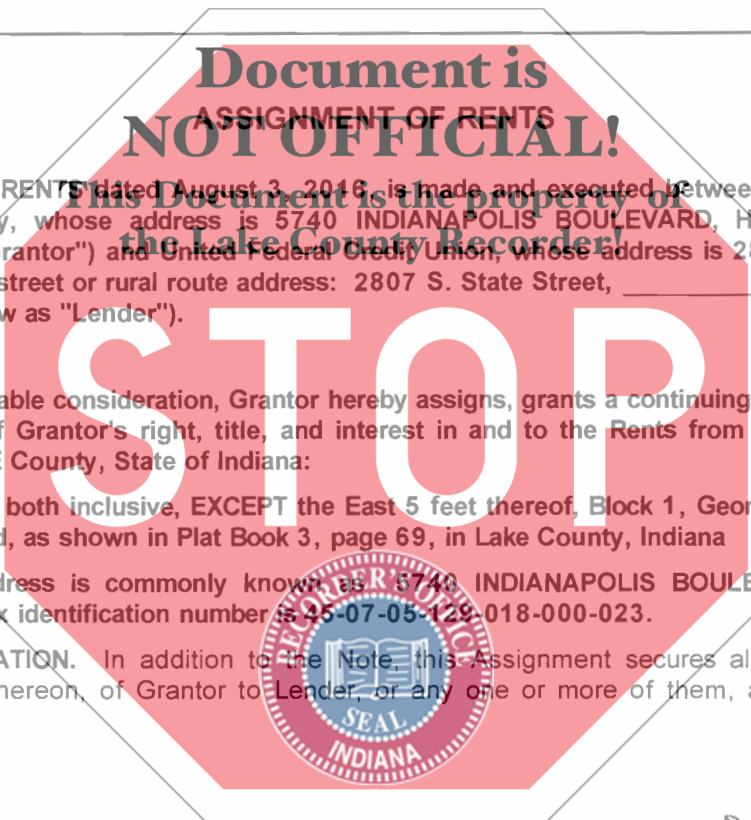 Document is
ASSIGNMENT OF RENTS
NOT OFFICIAL!
RENTS dated August 3, 2016, is made and executed betwee
This Document is the property of
y, whose address is 5740 INDIANAPOLIS BOULEVARD, H
the Lake County Recorder!
rantor") and United Federal Credit Union, whose address is 28
street or rural route address: 2807 S. State Street,
w as "Lender").
STOP
able consideration, Grantor hereby assigns, grants a continuing
f Grantor's right, title, and interest in and to the Rents from
E County, State of Indiana:
both inclusive, EXCEPT the East 5 feet thereof, Block 1, Geor
d, as shown in Plat Book 3, page 69, in Lake County, Indiana
dress is commonly known as 5740 INDIANAPOLIS BOULE
x identification number is 45-07-05-129-018-000-023.
ATION. In addition to the Note, this Assignment secures al
hereon, of Grantor to Lender, or any one or more of them, a
RECORDER'S OFFICE
SEAL
INDIANA